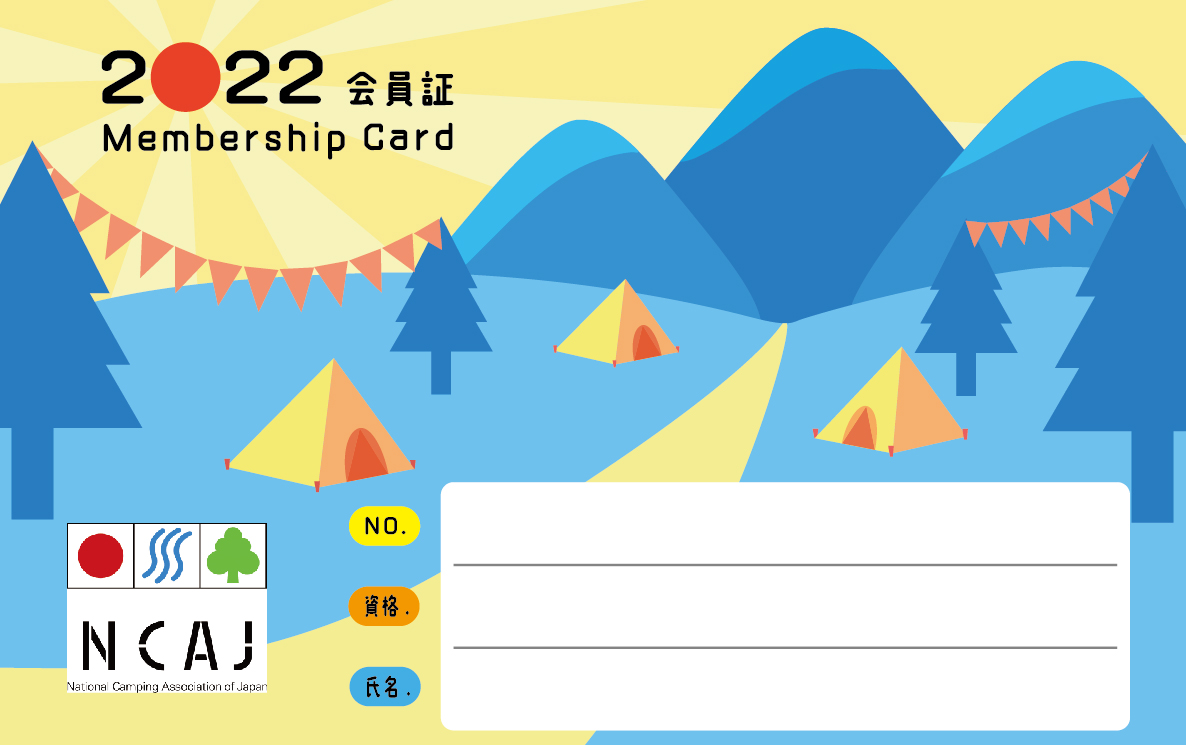 2022 会員証
Membership Card
NO.
資格.
氏名.
NCAJ
National Camping Association of Japan